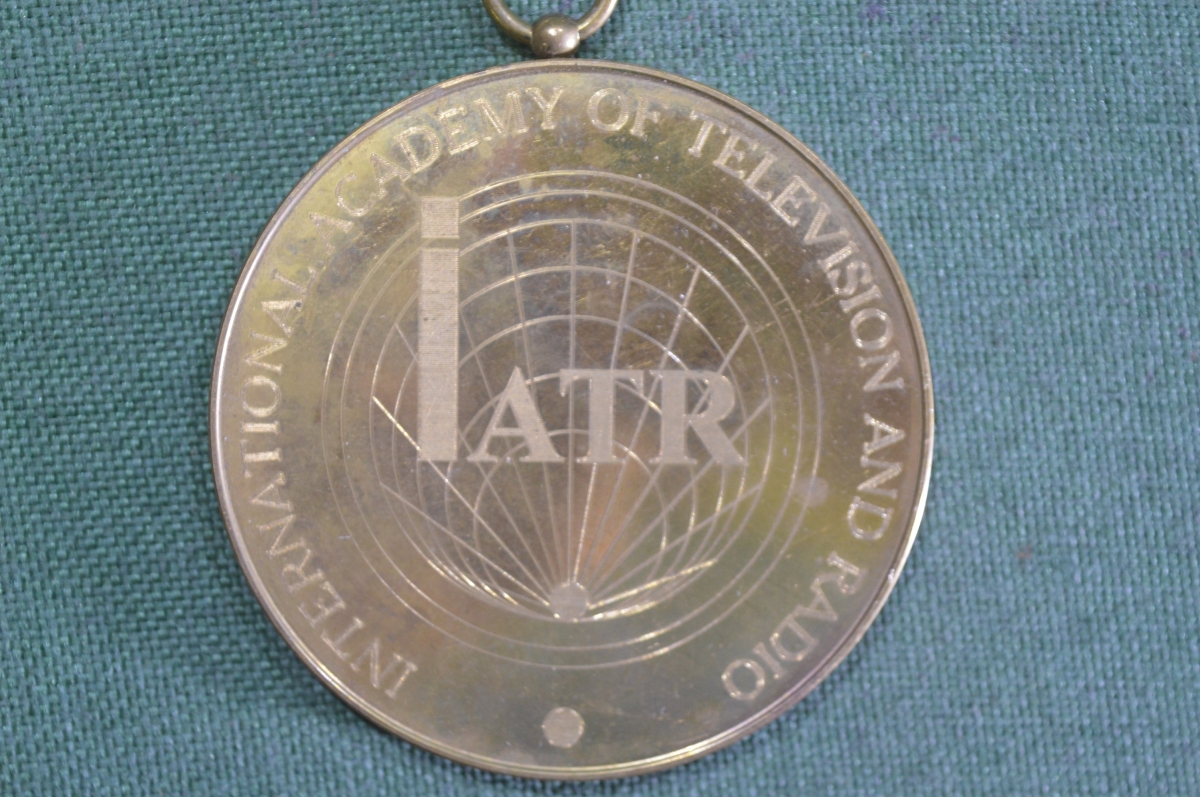 INTERNATIONAL ACADEMY OF TELEVISION AND RADIO
iATR